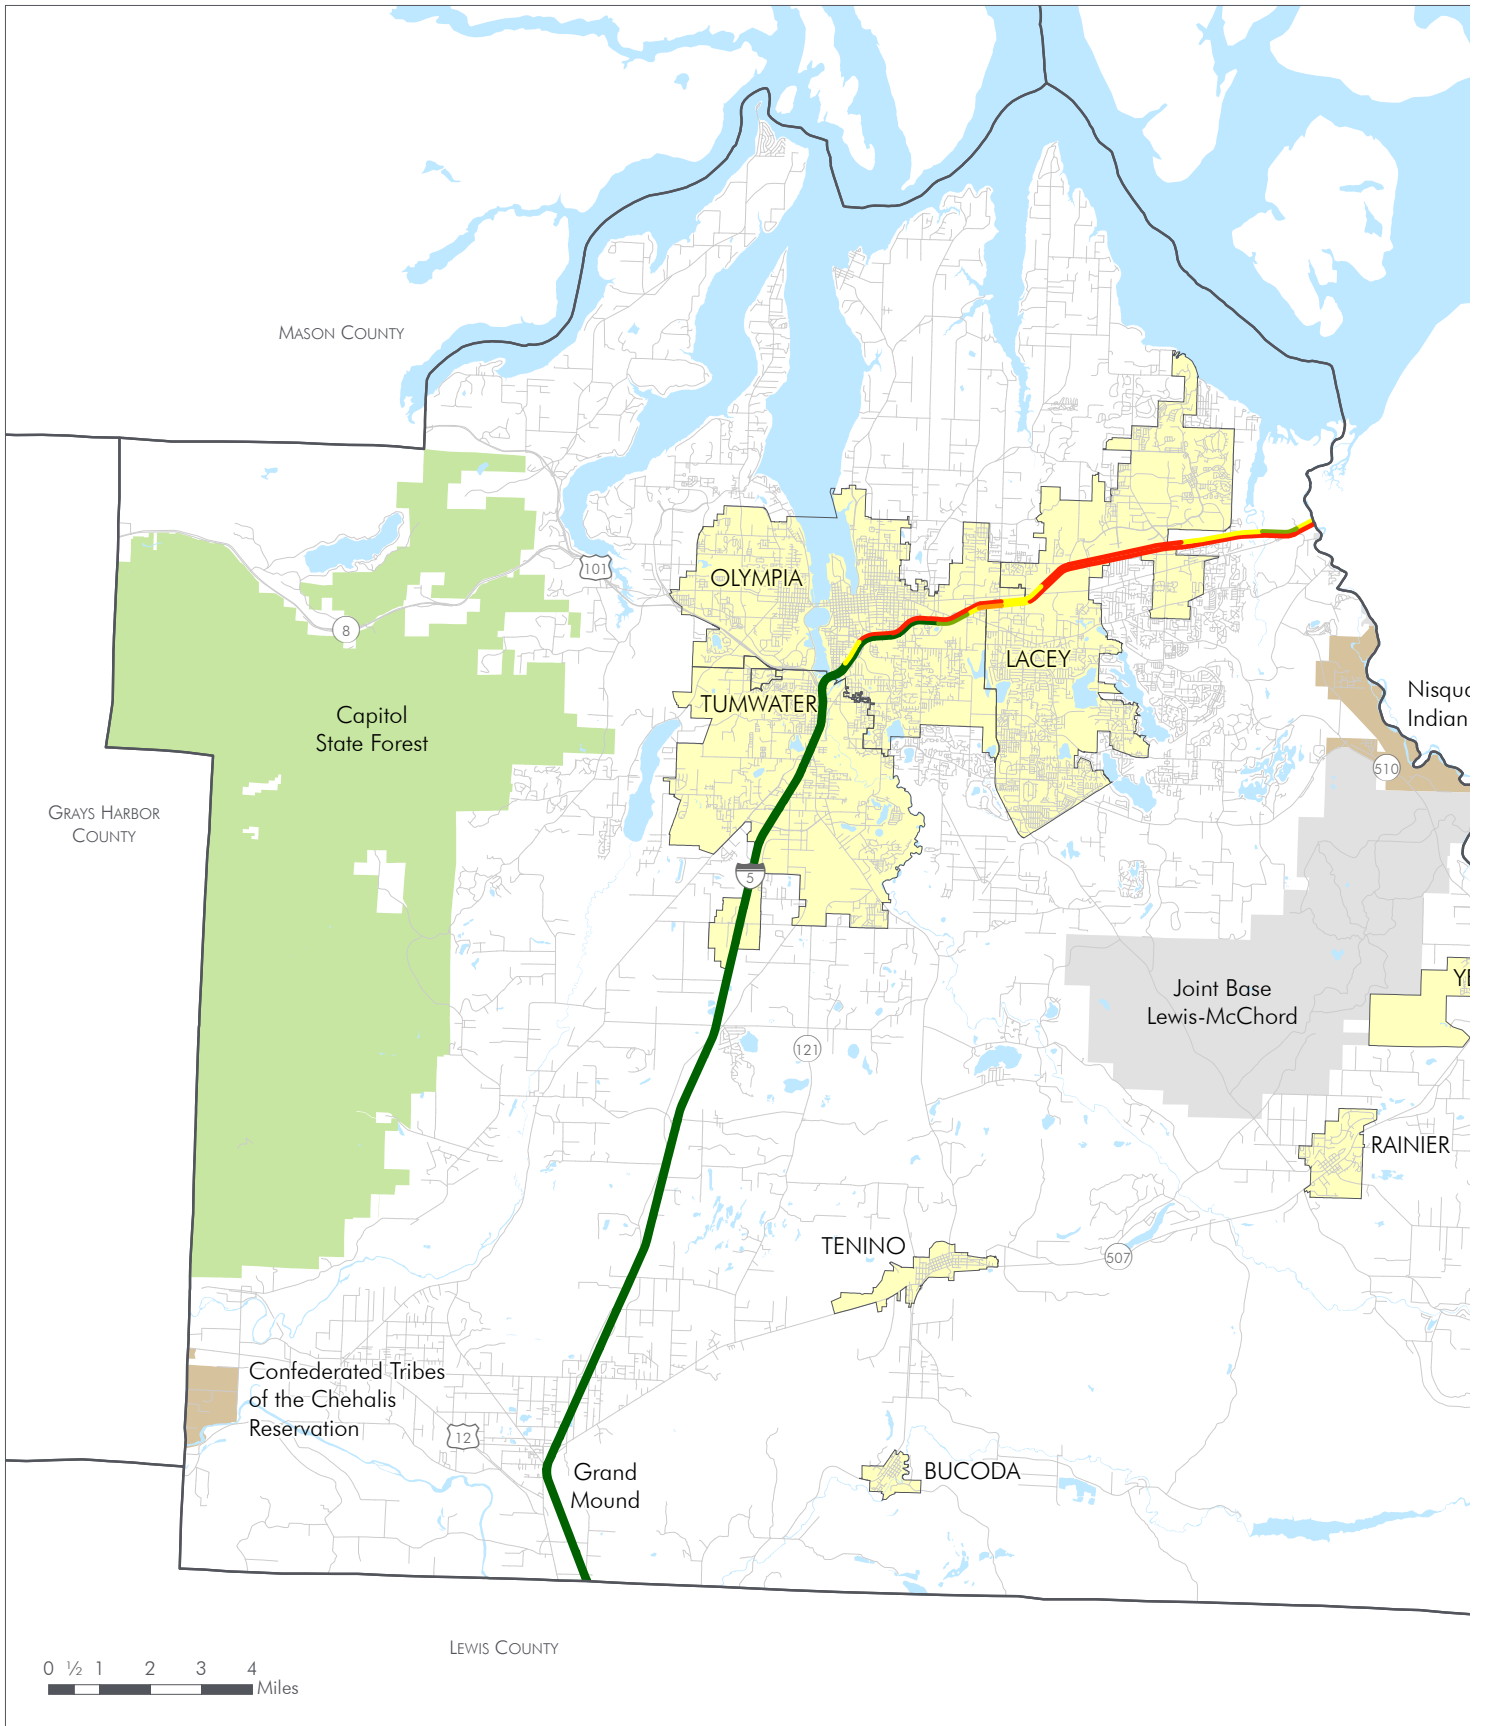 MASON COUNTY
101
OLYMPIA
8
LACEY
Nisqua
Indian
TUMWATER
Capitol
State Forest
510
GRAYS HARBOR
COUNTY
5
YE
Joint Base
Lewis-McChord
121
RAINIER
TENINO
507
Confederated Tribes
of the Chehalis
Reservation
12
Grand
Mound
BUCODA
LEWIS COUNTY
0 ½ 1 2 3 4
Miles